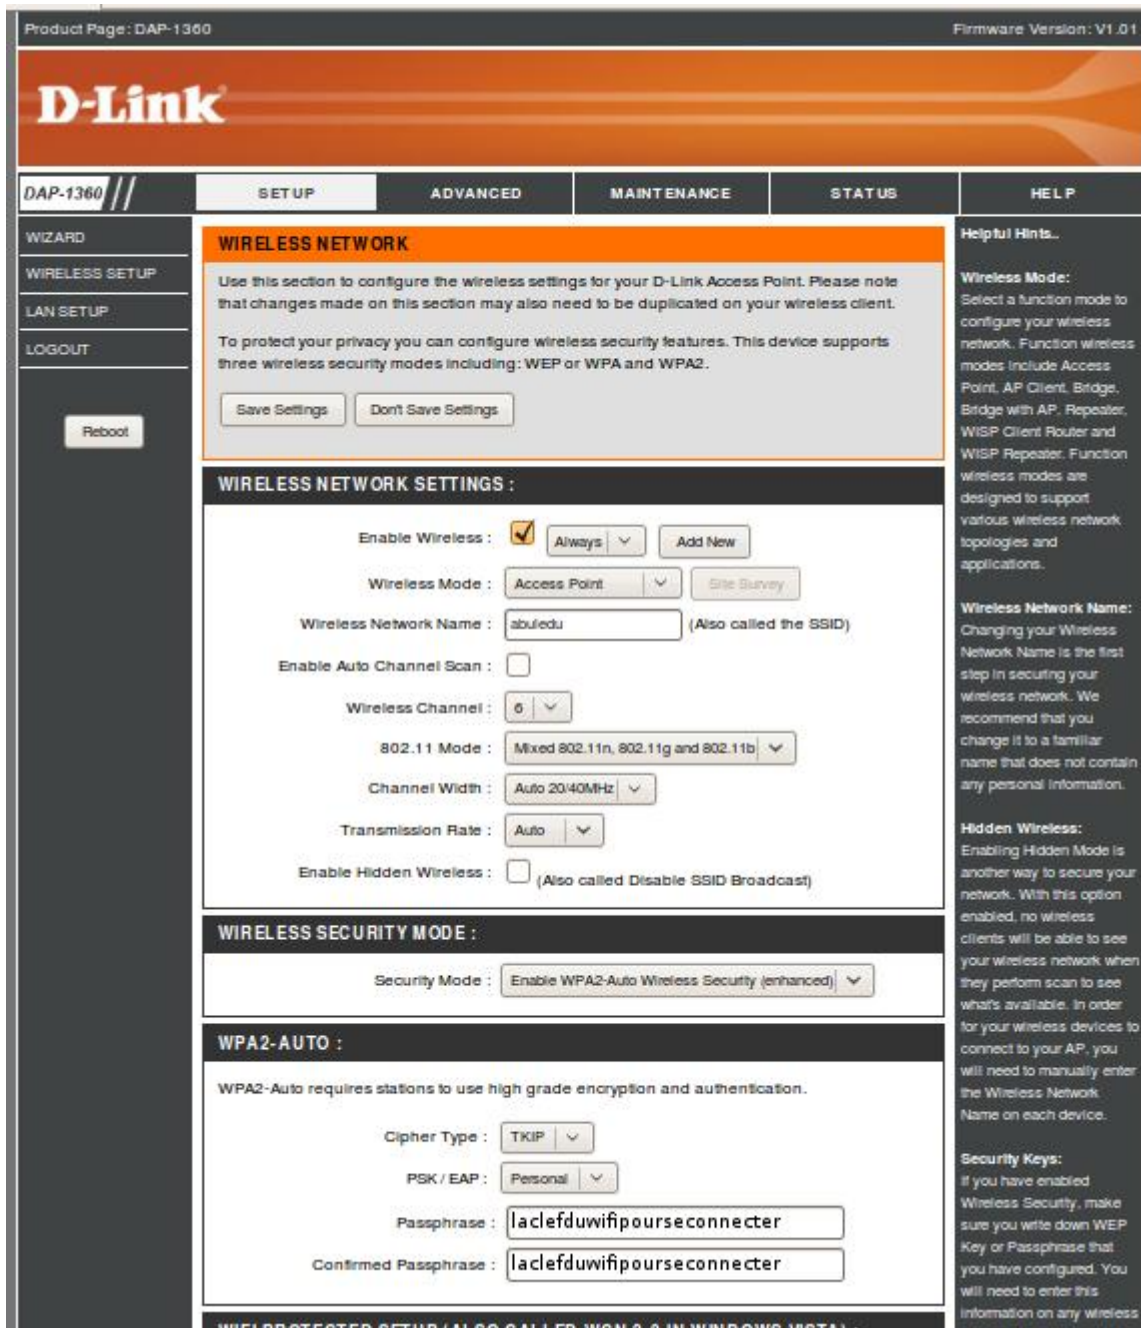 Product Page: DAP-1360
Firmware Version: V1.01
D-Link
DAP-1360
SETUP
ADVANCED
MAINTENANCE
STATUS
HELP
WIZARD
WIRELESS SETUP
LAN SETUP
LOGOUT
Reboot
WIRELESS NETWORK
Use this section to configure the wireless settings for your D-Link Access Point. Please note
that changes made on this section may also need to be duplicated on your wireless client.
To protect your privacy you can configure wireless security features. This device supports
three wireless security modes including: WEP or WPA and WPA2.
Save Settings
Don't Save Settings
WIRELESS NETWORK SETTINGS :
Enable Wireless :
Always
Add New
Wireless Mode :
Access Point
Site Survey
Wireless Network Name :
abuledu
(Also called the SSID)
Enable Auto Channel Scan :
Wireless Channel :
6
802.11 Mode :
Mixed 802.11n, 802.11g and 802.11b
Channel Width :
Auto 20/40MHz
Transmission Rate :
Auto
Enable Hidden Wireless :
(Also called Disable SSID Broadcast)
WIRELESS SECURITY MODE :
Security Mode :
Enable WPA2-Auto Wireless Security (enhanced)
WPA2-AUTO :
WPA2-Auto requires stations to use high grade encryption and authentication.
Cipher Type :
TKIP
PSK / EAP :
Personal
Passphrase :
laclefduwifipourseconnecter
Confirmed Passphrase :
laclefduwifipourseconnecter
WIFI PROTECTED SETUP (ALSO CALLED WCN 2.0 IN WINDOWS VISTA) :
Helpful Hints..
Wireless Mode:
Select a function mode to
configure your wireless
network. Function wireless
modes include Access
Point, AP Client, Bridge,
Bridge with AP, Repeater,
WISP Client Router and
WISP Repeater. Function
wireless modes are
designed to support
various wireless network
topologies and
applications.
Wireless Network Name:
Changing your Wireless
Network Name is the first
step in securing your
wireless network. We
recommend that you
change it to a familiar
name that does not contain
any personal information.
Hidden Wireless:
Enabling Hidden Mode is
another way to secure your
network. With this option
enabled, no wireless
clients will be able to see
your wireless network when
they perform scan to see
what's available. In order
for your wireless devices to
connect to your AP, you
will need to manually enter
the Wireless Network
Name on each device.
Security Keys:
If you have enabled
Wireless Security, make
sure you write down WEP
Key or Passphrase that
you have configured. You
will need to enter this
information on any wireless